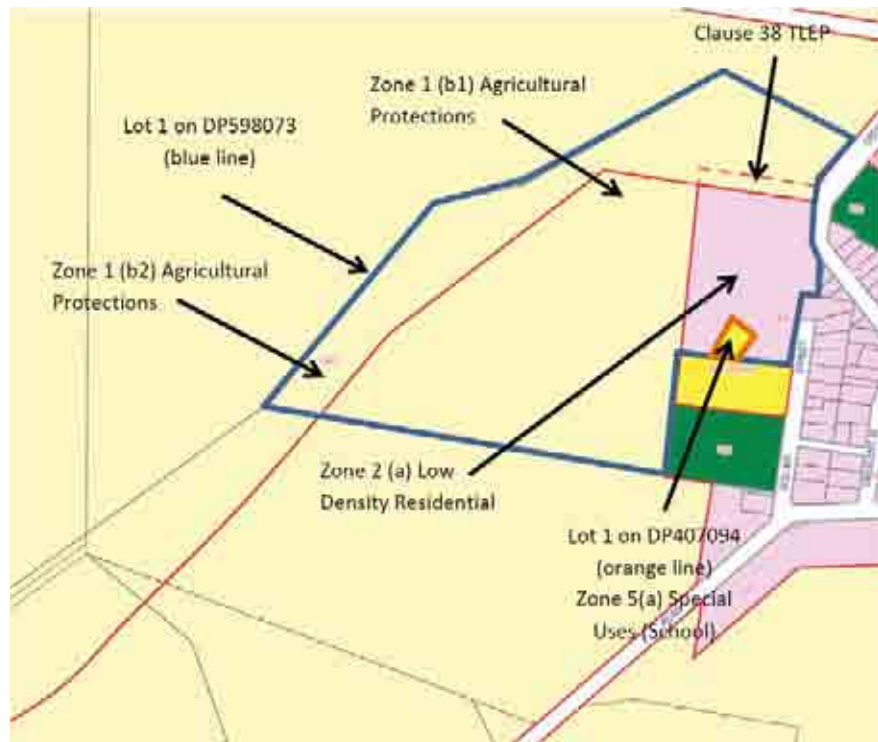 Clause 38 TLEP
Zone 1 (b1) Agricultural
Protections
Lot 1 on DP598073
(blue line)
Zone 1 (b2) Agricultural
Protections
Zone 2 (a) Low
Density Residential
Lot 1 on DP407094
(orange line)
Zone 5(a) Special
Uses (School)